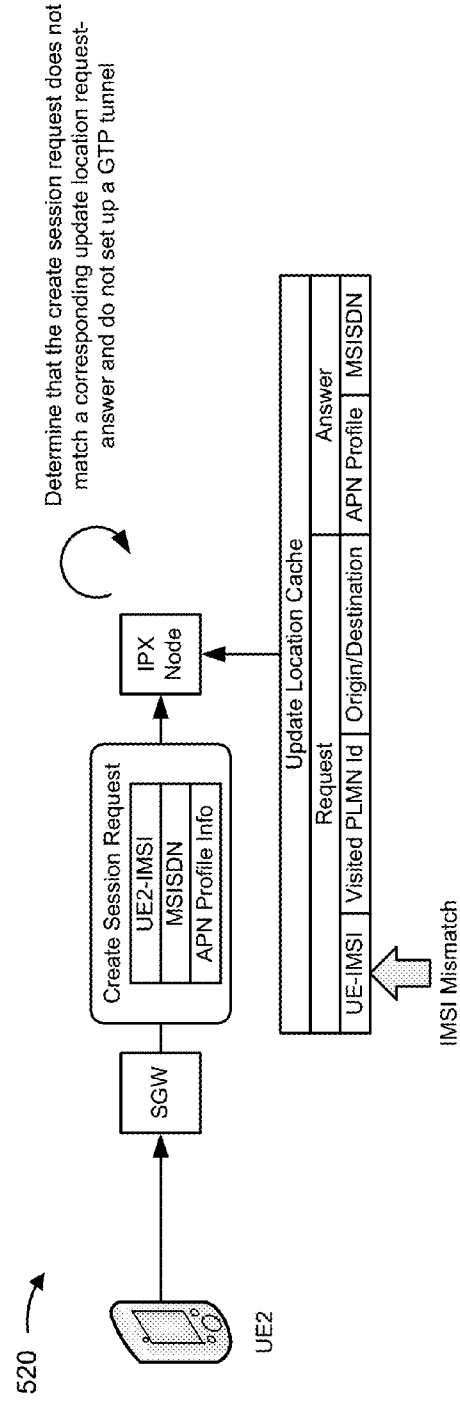 520
UE2
SGW
Create Session Request
UE2-IMSI
MSISDN
APN Profile Info
IPX
Node
Determine that the create session request does not
match a corresponding update location request-
answer and do not set up a GTP tunnel
Update Location Cache
Request
Answer
UE-IMSI
Visited PLMN Id
Origin/Destination
APN Profile
MSISDN
IMSI Mismatch